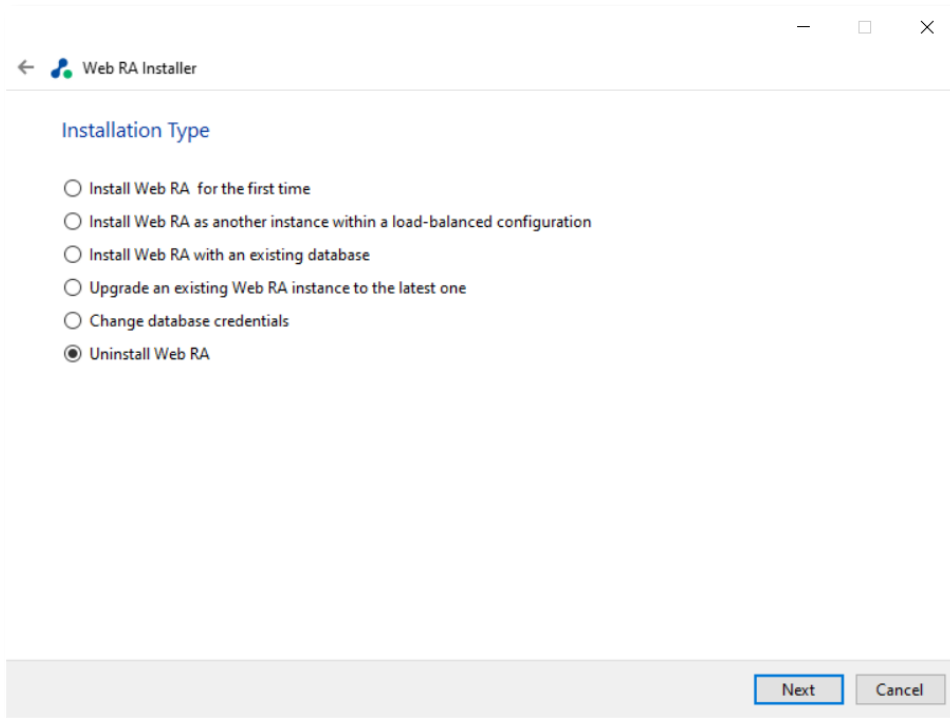 Web RA Installer
Installation Type
Install Web RA  for the first time
Install Web RA as another instance within a load-balanced configuration
Install Web RA with an existing database
Upgrade an existing Web RA instance to the latest one
Change database credentials
Uninstall Web RA
Next
Cancel